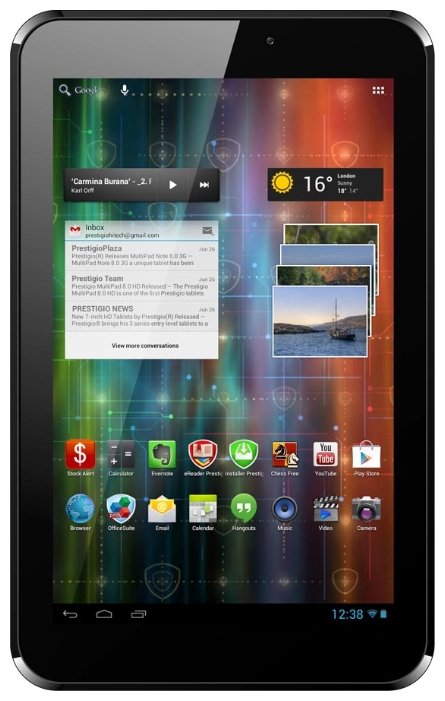 Google
'Carmina Burana' - _2. F
Karl Orff
16°
London
Sunny
18° 14°
Inbox
prestigiohitech@gmail.com
PrestigioPlaza
Jun 26
Prestigio(R) Releases MultiPad Note 8.0 3G —
MultiPad Note 8.0 3G a unique tablet has been
Prestigio Team
Jun 26
Prestigio MultiPad 8.0 HD Released — The Prestigio
MultiPad 8.0 HD is one of the first Prestigio tablets
PRESTIGIO NEWS
Jun 26
New 7-inch HD Tablets by Prestigio(R) Released —
Prestigio® brings his 3 series entry level tablets to a
View more conversations
Stock Alert
Calculator
Evernote
eReader Prestig
Installer Prestig
Chess Free
YouTube
Play Store
Browser
OfficeSuite
Email
Calendar
Hangouts
Music
Video
Camera
12:38